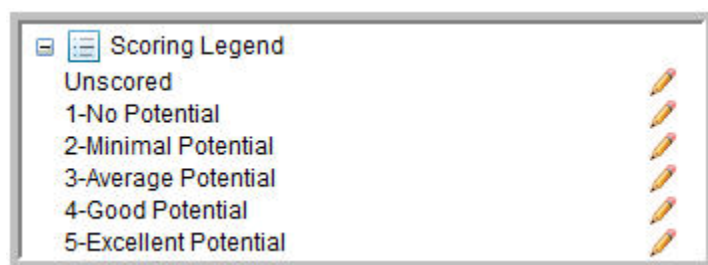 Scoring Legend
Unscored
1-No Potential
2-Minimal Potential
3-Average Potential
4-Good Potential
5-Excellent Potential